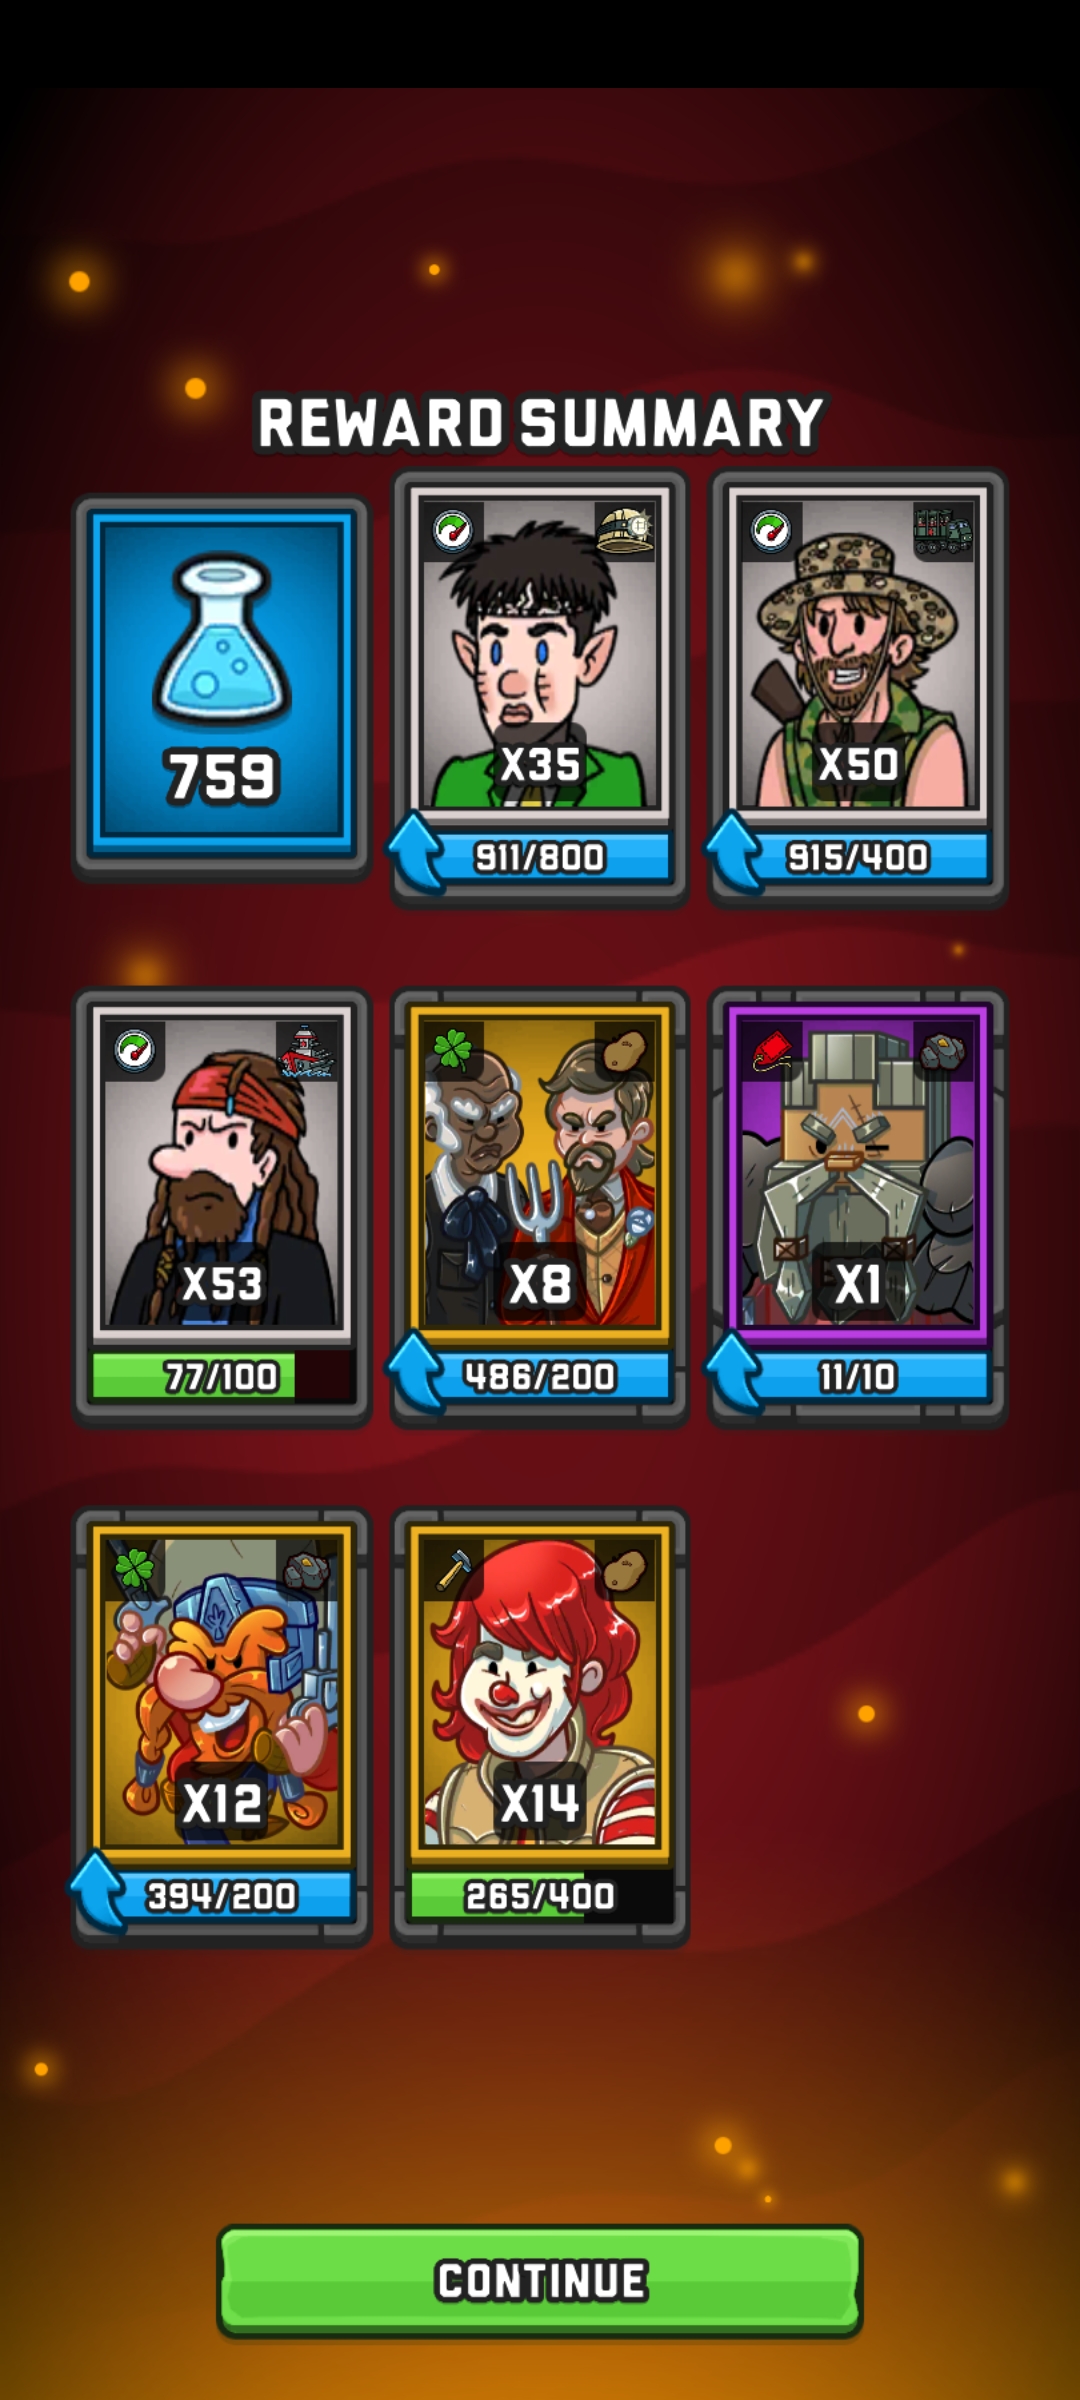 REWARD SUMMARY
759
X35
911/800
X50
915/400
X53
77/100
X8
486/200
X1
11/10
X12
394/200
X14
265/400
CONTINUE